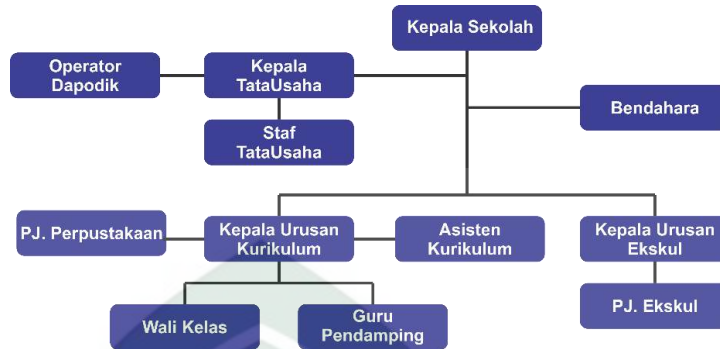 Kepala Sekolah
Operator
Dapodik
Kepala
TataUsaha
Bendahara
Staf
TataUsaha
PJ. Perpustakaan
Kepala Urusan
Kurikulum
Asisten
Kurikulum
Kepala Urusan
Ekskul
Wali Kelas
Guru
Pendamping
PJ. Ekskul